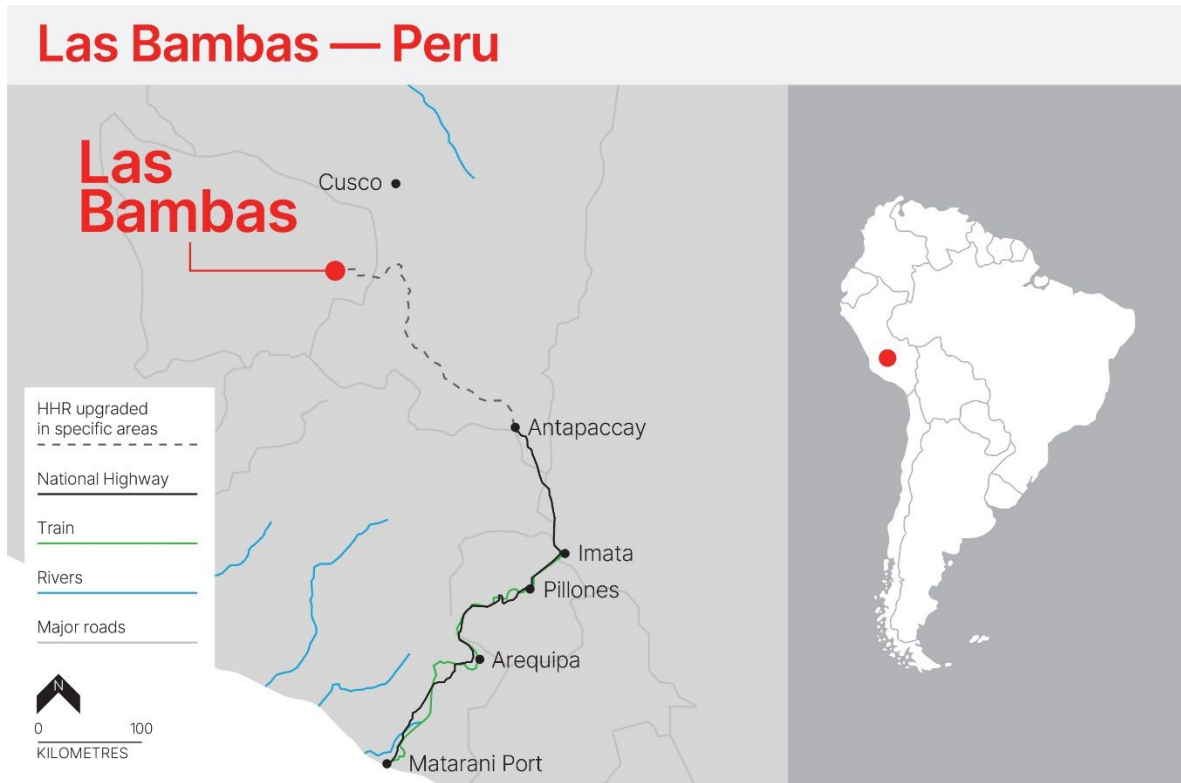 Las Bambas — Peru
Las
Bambas
Cusco
Antapaccay
Imata
Pillones
Arequipa
Matarani Port
HHR upgraded
in specific areas
National Highway
Train
Rivers
Major roads
N
0 100
KILOMETRES